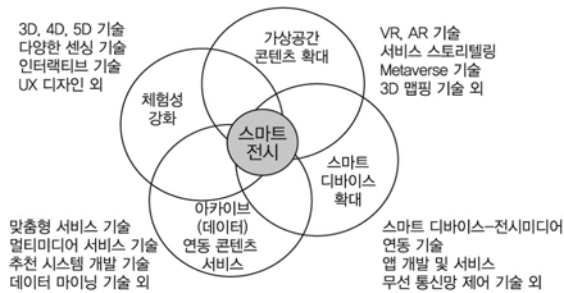 3D, 4D, 5D 기술
다양한 센싱 기술
인터랙티브 기술
UX 디자인 외
가상공간
콘텐츠 확대
VR, AR 기술
서비스 스토리텔링
Metaverse 기술
3D 맵핑 기술 외
체험성
강화
스마트
전시
스마트
디바이스
확대
아카이브
(데이터)
연동 콘텐츠
서비스
맞춤형 서비스 기술
멀티미디어 서비스 기술
추천 시스템 개발 기술
데이터 마이닝 기술 외
스마트 디바이스-전시미디어
연동 기술
앱 개발 및 서비스
무선 통신망 제어 기술 외